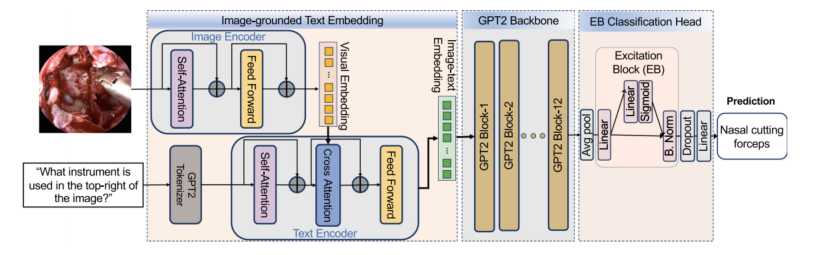 Image-grounded Text Embedding
GPT2 Backbone
EB Classification Head
Image Encoder
Self-Attention
Feed Forward
Visual Embedding
Image-text
Embedding
"What instrument is
used in the top-right of
the image?"
GPT2
Tokenizer
Self-Attention
Cross Attention
Feed Forward
Text Encoder
GPT2 Block-1
GPT2 Block-2
GPT2 Block-12
Excitation
Block (EB)
Avg pool
Linear
Linear
Sigmoid
B. Norm
Dropout
Linear
Prediction
Nasal cutting
forceps